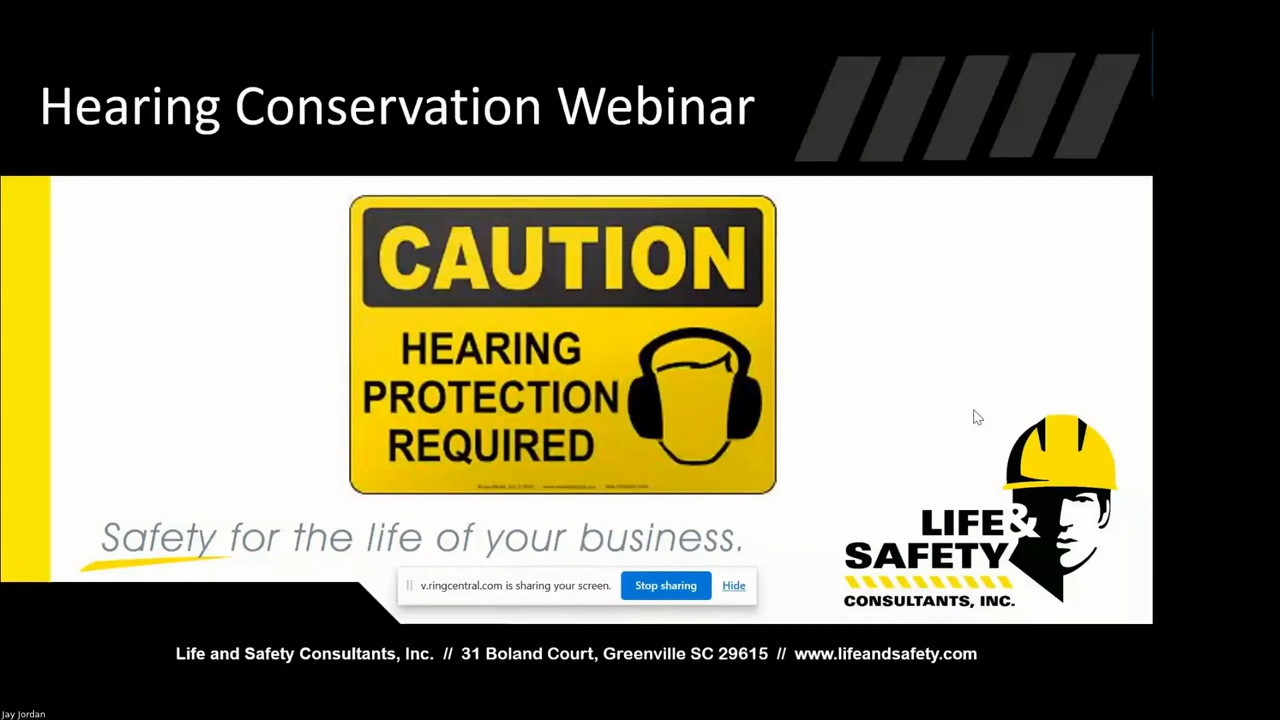 Hearing Conservation Webinar
CAUTION
HEARING
PROTECTION
REQUIRED
Safety for the life of your business.
v.ringcentral.com is sharing your screen.
Stop sharing
Hide
LIFE&
SAFETY
CONSULTANTS, INC.
Life and Safety Consultants, Inc. // 31 Boland Court, Greenville SC 29615 // www.lifeandsafety.com
Jay Jordan